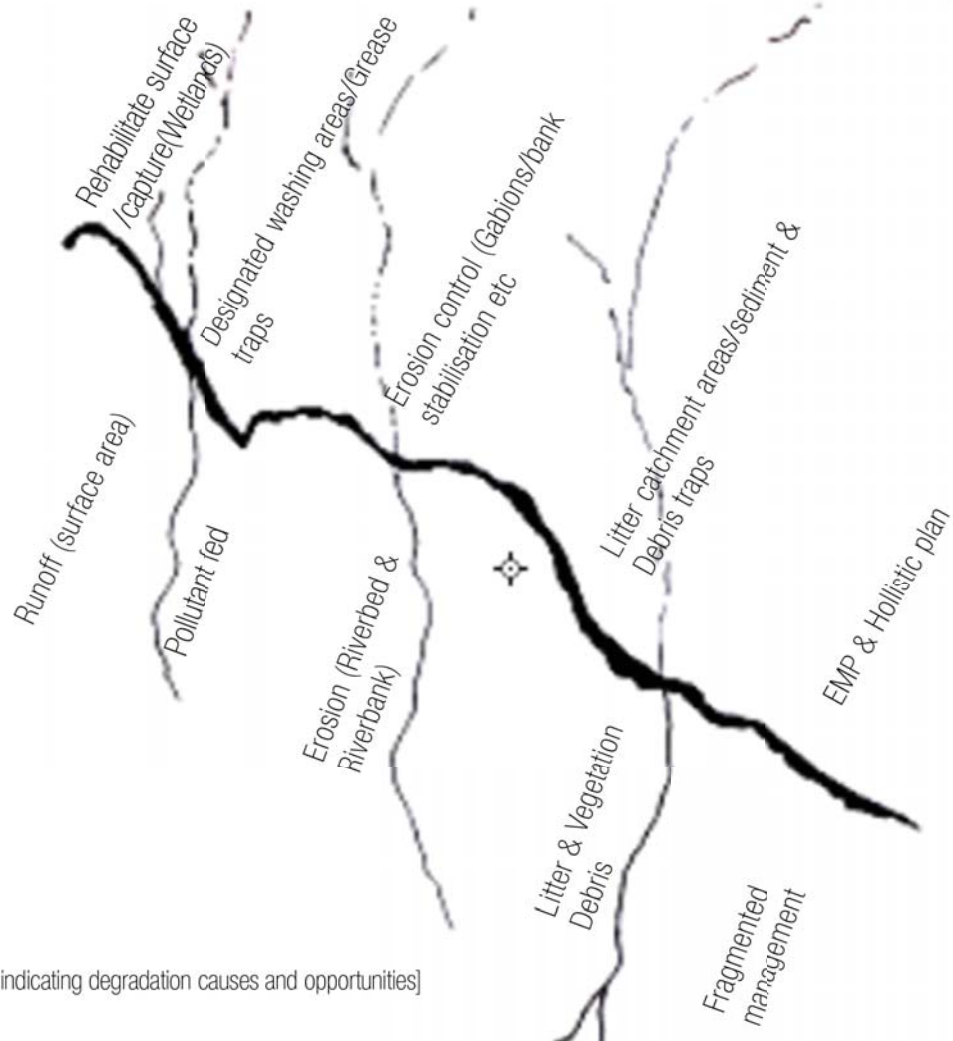 Rehabilitate surface
/capture(Wetlands)
Designated washing areas/Grease
traps
Erosion control (Gabions/bank
stabilisation etc
Litter catchment areas/sediment &
Debris traps
EMP & Hollistic plan
Runoff (surface area)
Pollutant fed
Erosion (Riverbed &
Riverbank)
Litter & Vegetation
Debris
Fragmented
management
indicating degradation causes and opportunities]